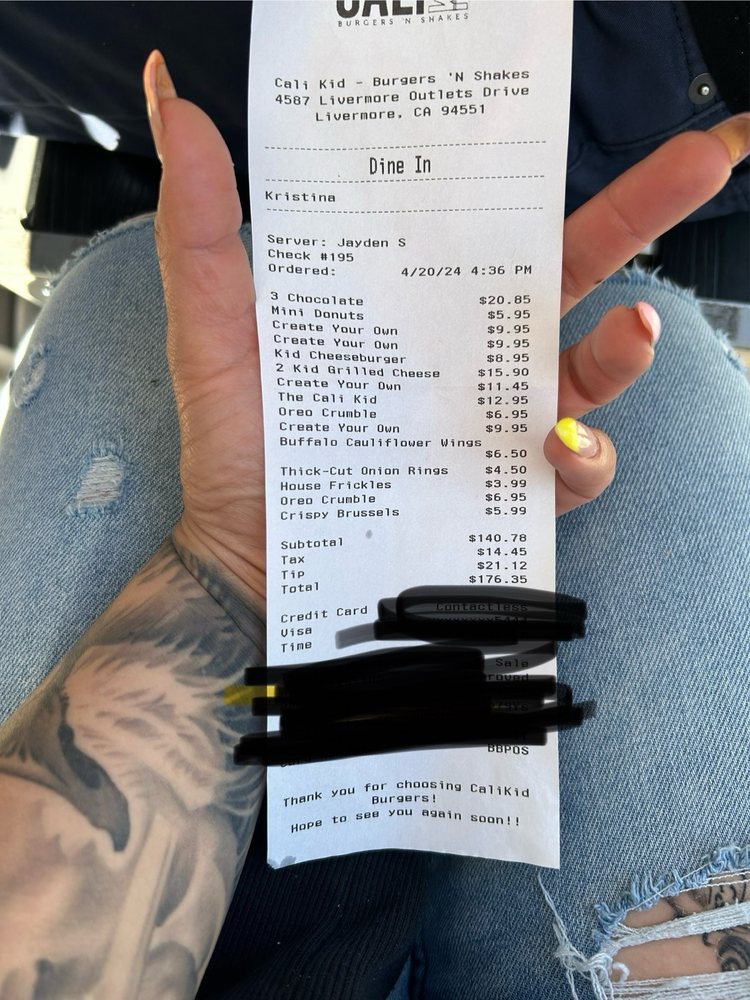 CALI
BURGERS 'N SHAKES
Cali Kid - Burgers 'N Shakes
4587 Livermore Outlets Drive
Livermore, CA 94551
Dine In
Kristina
Server: Jayden S
Check #195
Ordered: 4/20/24 4:36 PM
3 Chocolate $20.85
Mini Donuts $5.95
Create Your Own $9.95
Create Your Own $9.95
Kid Cheeseburger $8.95
2 Kid Grilled Cheese $15.90
Create Your Own $11.45
The Cali Kid $12.95
Oreo Crumble $6.95
Create Your Own $9.95
Buffalo Cauliflower Wings
$6.50
Thick-Cut Onion Rings $4.50
House Frickles $3.99
Oreo Crumble $6.95
Crispy Brussels $5.99
Subtotal $140.78
Tax $14.45
Tip $21.12
Total $176.35
Credit Card Contactless
Visa
Time
Sale
BBPOS
Thank you for choosing CaliKid
Burgers!
Hope to see you again soon!!